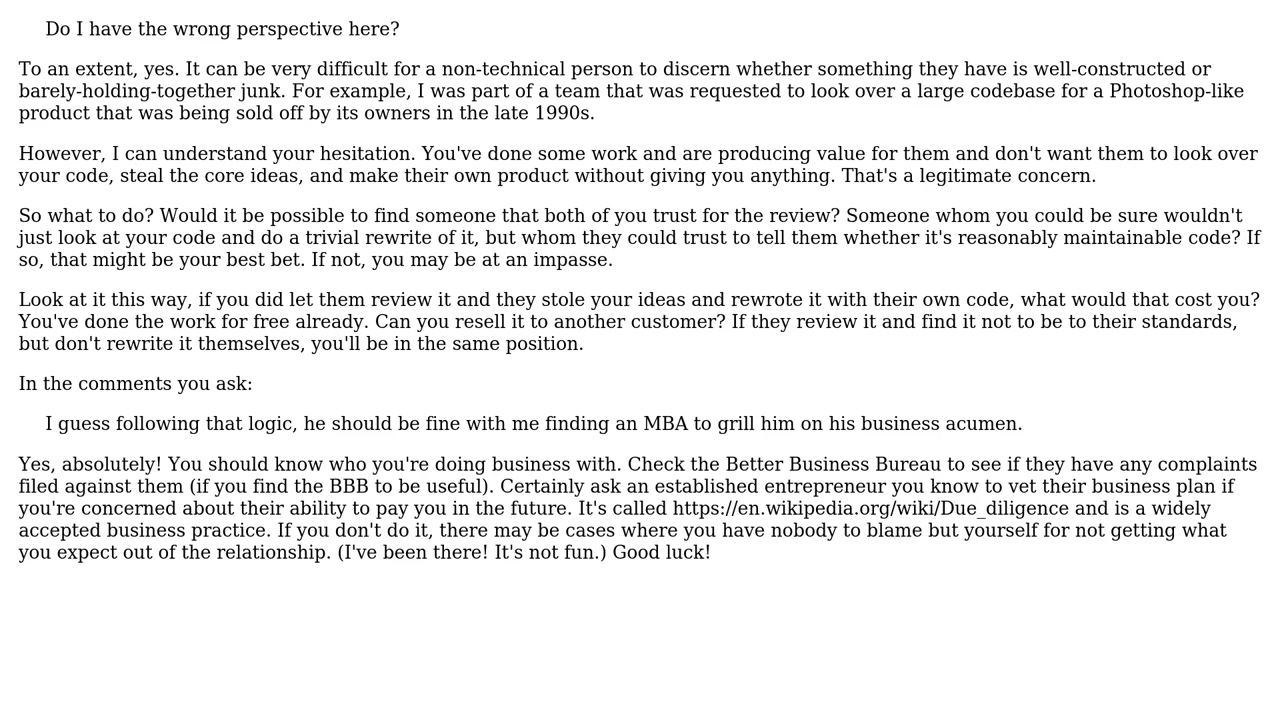 Do I have the wrong perspective here?
To an extent, yes. It can be very difficult for a non-technical person to discern whether something they have is well-constructed or
barely-holding-together junk. For example, I was part of a team that was requested to look over a large codebase for a Photoshop-like
product that was being sold off by its owners in the late 1990s.
However, I can understand your hesitation. You've done some work and are producing value for them and don't want them to look over
your code, steal the core ideas, and make their own product without giving you anything. That's a legitimate concern.
So what to do? Would it be possible to find someone that both of you trust for the review? Someone whom you could be sure wouldn't
just look at your code and do a trivial rewrite of it, but whom they could trust to tell them whether it's reasonably maintainable code? If
so, that might be your best bet. If not, you may be at an impasse.
Look at it this way, if you did let them review it and they stole your ideas and rewrote it with their own code, what would that cost you?
You've done the work for free already. Can you resell it to another customer? If they review it and find it not to be to their standards,
but don't rewrite it themselves, you'll be in the same position.
In the comments you ask:
I guess following that logic, he should be fine with me finding an MBA to grill him on his business acumen.
Yes, absolutely! You should know who you're doing business with. Check the Better Business Bureau to see if they have any complaints
filed against them (if you find the BBB to be useful). Certainly ask an established entrepreneur you know to vet their business plan if
you're concerned about their ability to pay you in the future. It's called https://en.wikipedia.org/wiki/Due_diligence and is a widely
accepted business practice. If you don't do it, there may be cases where you have nobody to blame but yourself for not getting what
you expect out of the relationship. (I've been there! It's not fun.) Good luck!